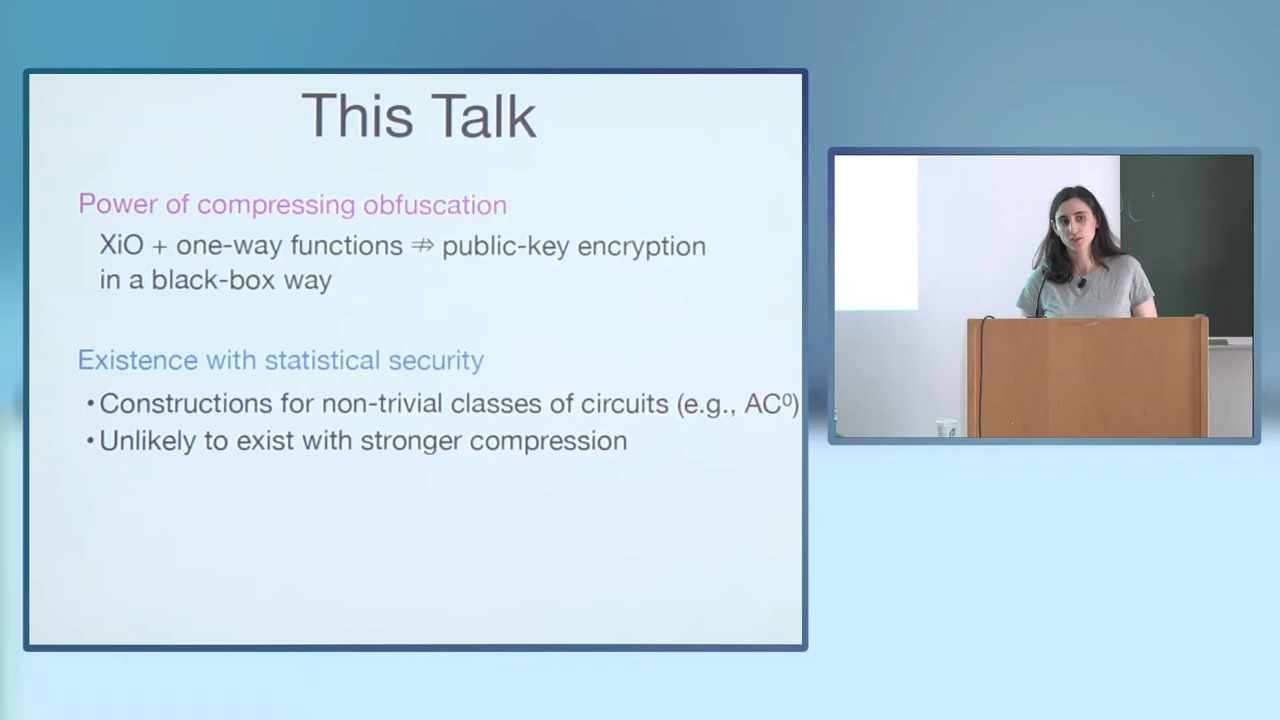 This Talk
Power of compressing obfuscation
XiO + one-way functions ⇏ public-key encryption
in a black-box way
Existence with statistical security
• Constructions for non-trivial classes of circuits (e.g., AC⁰)
• Unlikely to exist with stronger compression